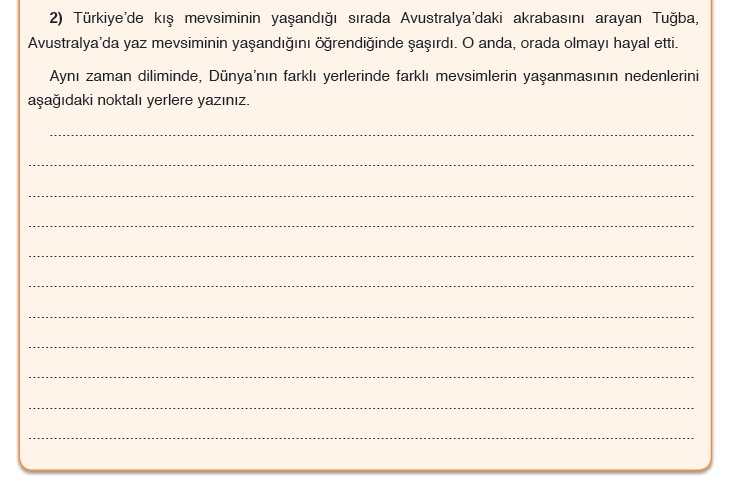 2) Türkiye’de kış mevsiminin yaşandığı sırada Avustralya’daki akrabasını arayan Tuğba,
Avustralya’da yaz mevsiminin yaşandığını öğrendiğinde şaşırdı. O anda, orada olmayı hayal etti.
Aynı zaman diliminde, Dünya’nın farklı yerlerinde farklı mevsimlerin yaşanmasının nedenlerini
aşağıdaki noktalı yerlere yazınız.